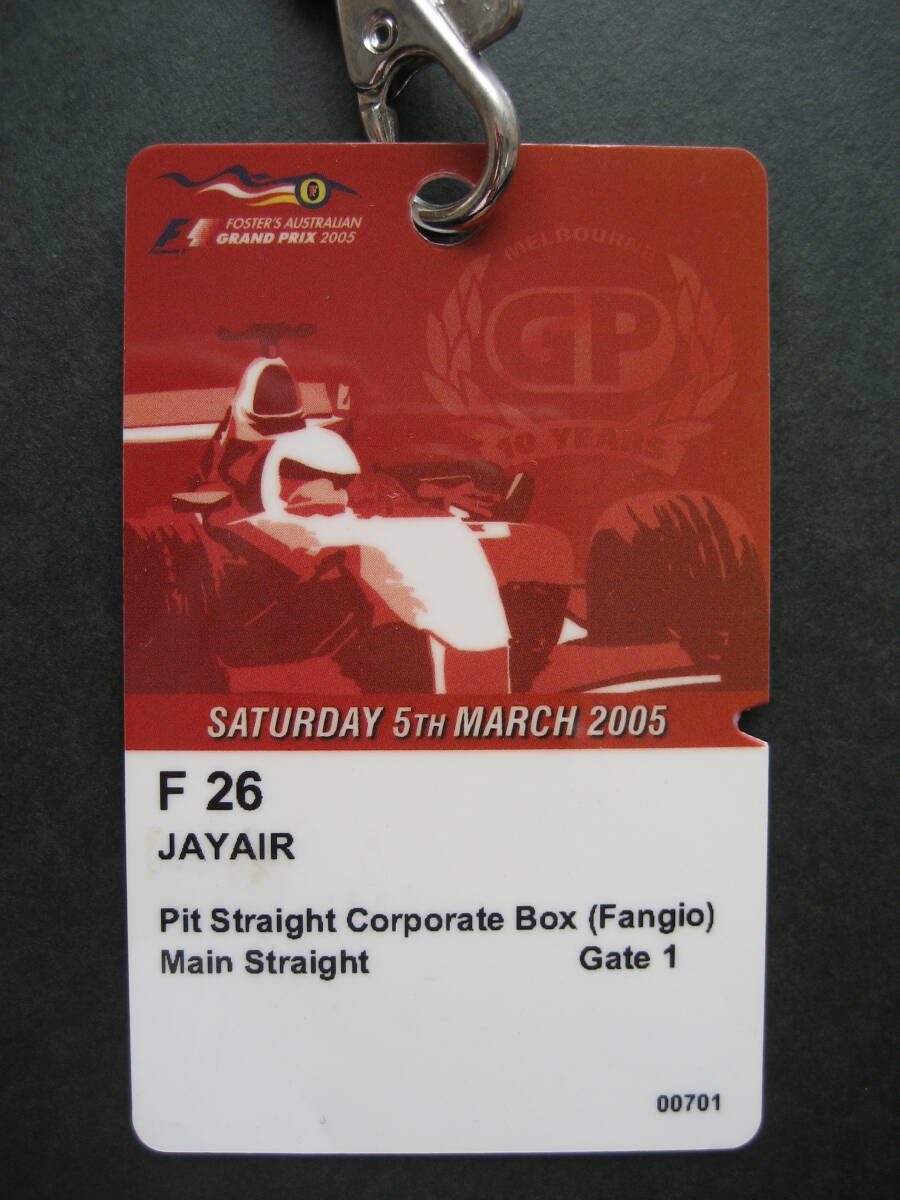 FOSTER'S AUSTRALIAN
F1 GRAND PRIX 2005
MELBOURNE
GP
10 YEARS
SATURDAY 5TH MARCH 2005
F 26
JAYAIR
Pit Straight Corporate Box (Fangio)
Main Straight Gate 1
00701